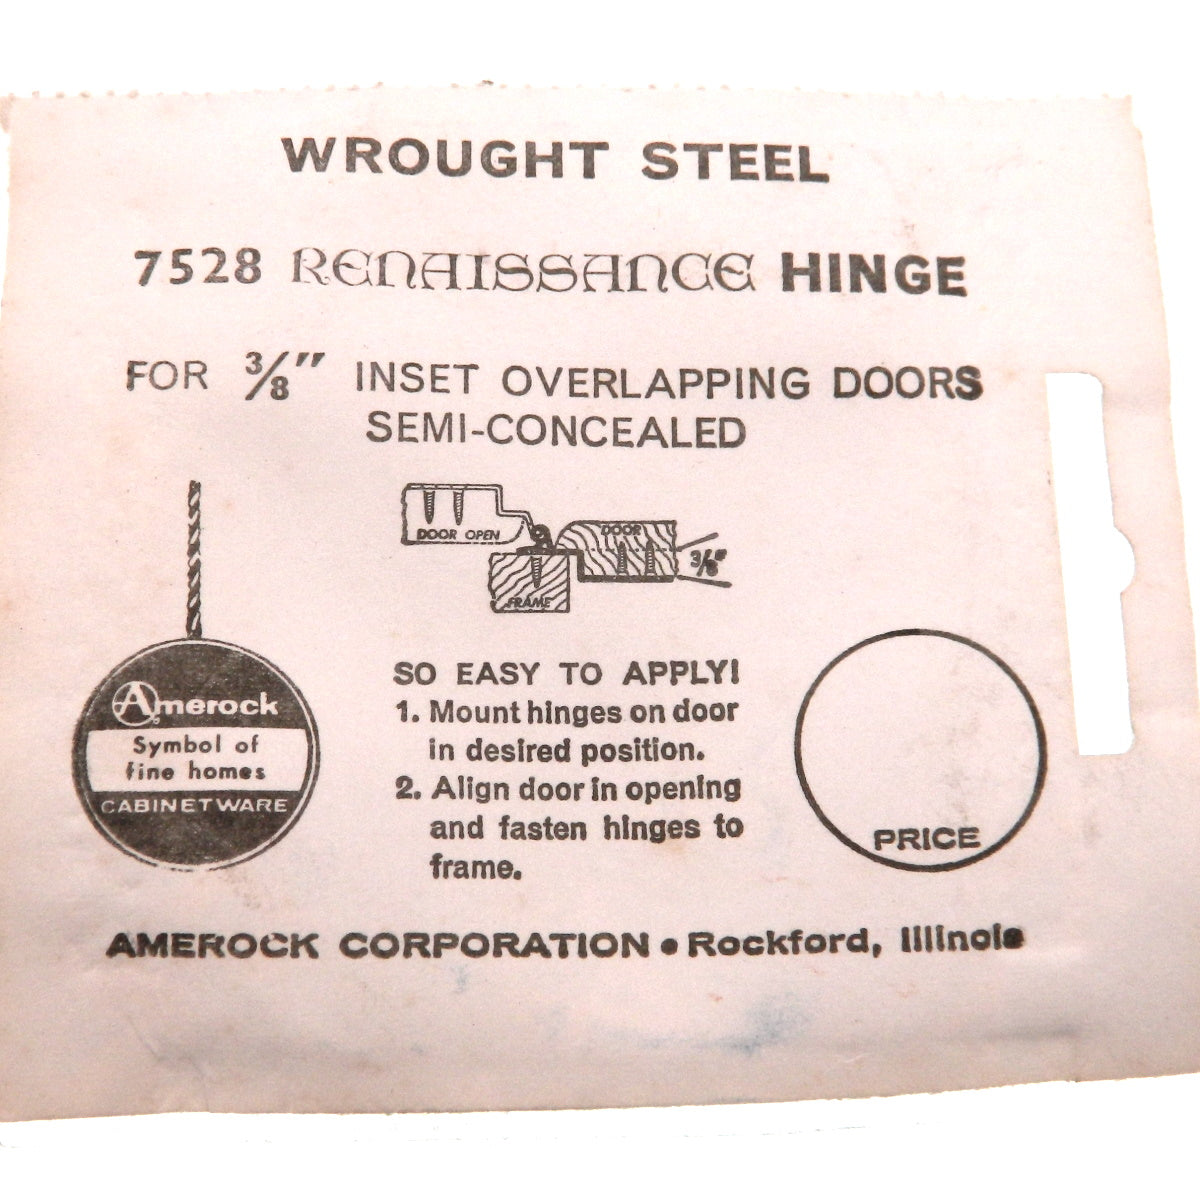 WROUGHT STEEL
7528 RENAISSANCE HINGE
FOR 3/8" INSET OVERLAPPING DOORS
SEMI-CONCEALED
DOOR OPEN
DOOR
3/8"
FRAME
Amerock
Symbol of
fine homes
CABINETWARE
SO EASY TO APPLY!
1. Mount hinges on door
in desired position.
2. Align door in opening
and fasten hinges to
frame.
PRICE
AMEROCK CORPORATION • Rockford, Illinois